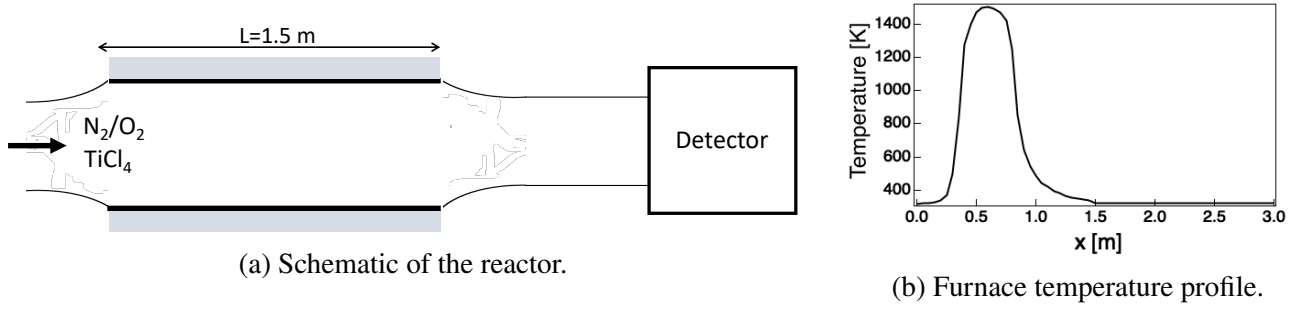 L=1.5 m
N₂/O₂
TiCl₄
Detector
(a) Schematic of the reactor.
Temperature [K]
1400
1200
1000
800
600
400
0.0 0.5 1.0 1.5 2.0 2.5 3.0
x [m]
(b) Furnace temperature profile.